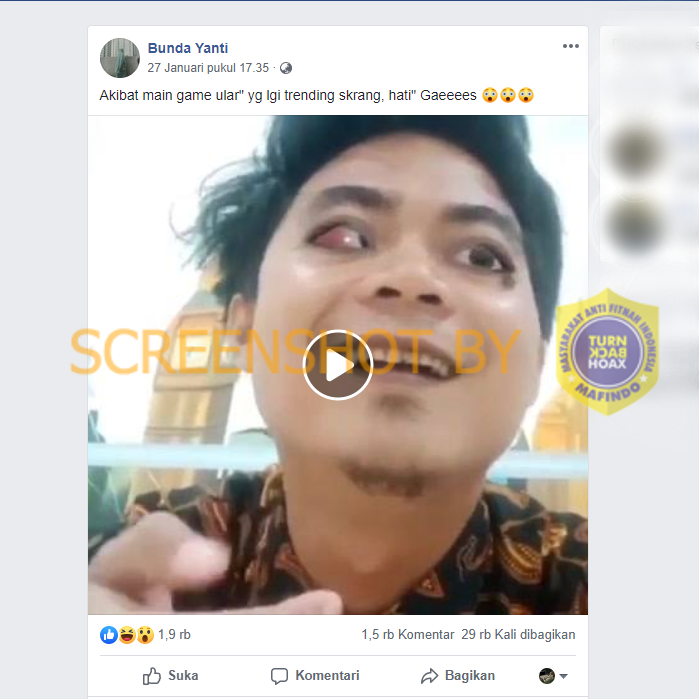 Bunda Yanti
27 Januari pukul 17.35 ·
Akibat main game ular" yg lgi trending skrang, hati" Gaeeees 😲😲😲
SCREENSHOT BY
MASYARAKAT ANTI FITNAH INDONESIA
TURN
BACK
HOAX
MAFINDO
1,9 rb
1,5 rb Komentar 29 rb Kali dibagikan
Suka Komentari Bagikan